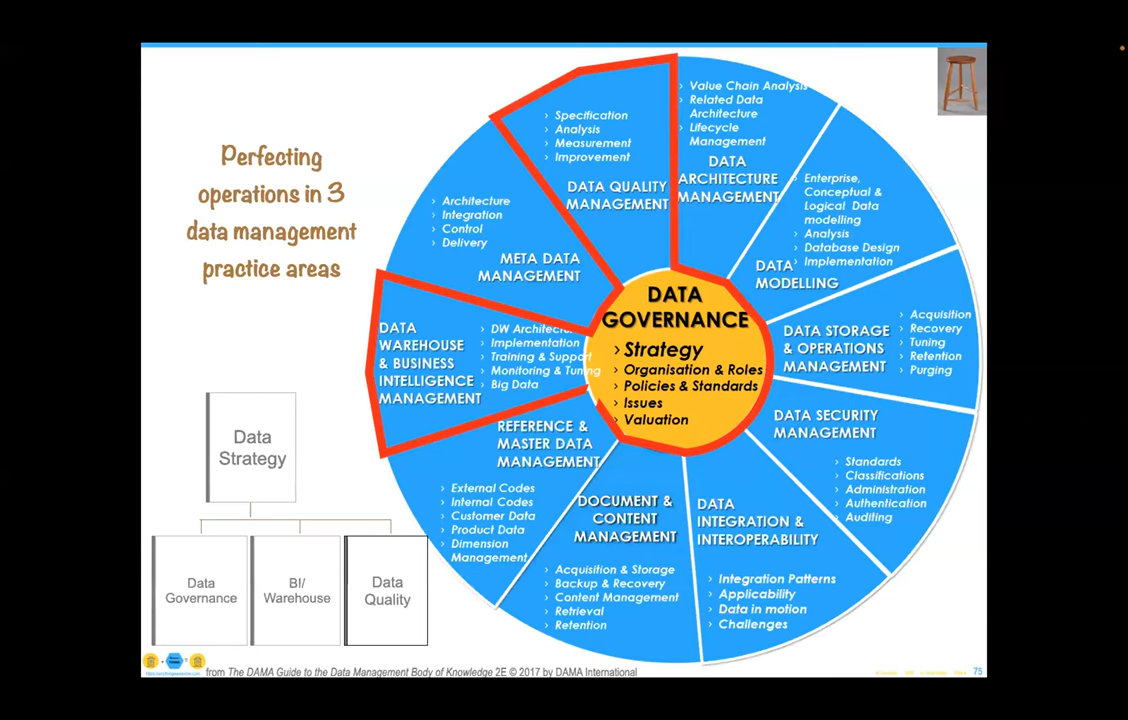 Perfecting
operations in 3
data management
practice areas
› Specification
› Analysis
› Measurement
› Improvement
DATA QUALITY
MANAGEMENT
› Value Chain Analysis
› Related Data
Architecture
› Lifecycle
Management
DATA
ARCHITECTURE
MANAGEMENT
› Enterprise,
Conceptual &
Logical Data
modelling
› Analysis
› Database Design
› Implementation
DATA
MODELLING
› Architecture
› Integration
› Control
› Delivery
META DATA
MANAGEMENT
DATA
GOVERNANCE
› Strategy
› Organisation & Roles
› Policies & Standards
› Issues
› Valuation
DATA STORAGE
& OPERATIONS
MANAGEMENT
› Acquisition
› Recovery
› Tuning
› Retention
› Purging
DATA
WAREHOUSE
& BUSINESS
INTELLIGENCE
MANAGEMENT
› DW Architectu
› Implementation
› Training & Support
› Monitoring & Tuning
› Big Data
DATA SECURITY
MANAGEMENT
› Standards
› Classifications
› Administration
› Authentication
› Auditing
REFERENCE &
MASTER DATA
MANAGEMENT
› External Codes
› Internal Codes
› Customer Data
› Product Data
› Dimension
Management
DOCUMENT &
CONTENT
MANAGEMENT
› Acquisition & Storage
› Backup & Recovery
› Content Management
› Retrieval
› Retention
DATA
INTEGRATION &
INTEROPERABILITY
› Integration Patterns
› Applicability
› Data in motion
› Challenges
Data
Strategy
Data
Governance
BI/
Warehouse
Data
Quality
from The DAMA Guide to the Data Management Body of Knowledge 2E © 2017 by DAMA International
75